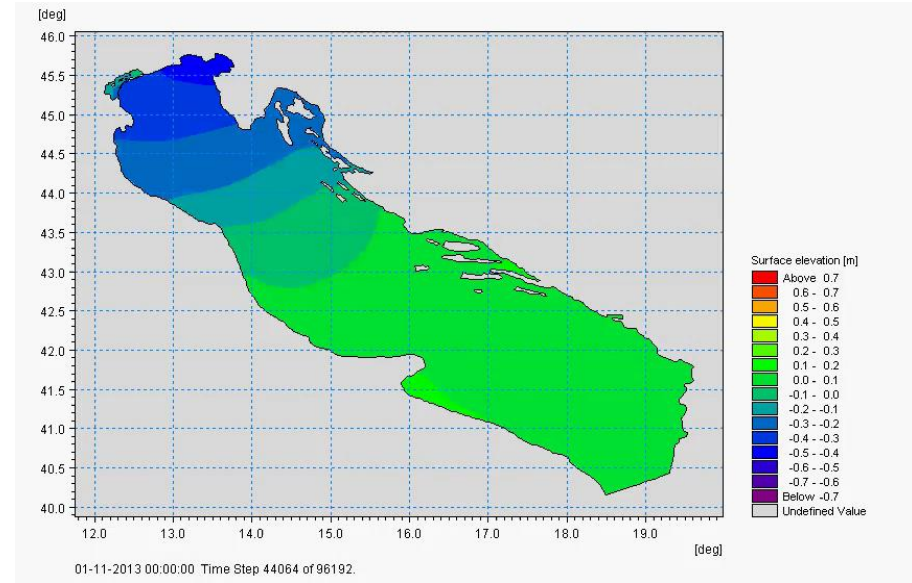 [deg]
46.0
45.5
45.0
44.5
44.0
43.5
43.0
42.5
42.0
41.5
41.0
40.5
40.0
12.0 13.0 14.0 15.0 16.0 17.0 18.0 19.0
[deg]
01-11-2013 00:00:00 Time Step 44064 of 96192.
Surface elevation [m]
Above 0.7
0.6 - 0.7
0.5 - 0.6
0.4 - 0.5
0.3 - 0.4
0.2 - 0.3
0.1 - 0.2
0.0 - 0.1
-0.1 - 0.0
-0.2 - -0.1
-0.3 - -0.2
-0.4 - -0.3
-0.5 - -0.4
-0.6 - -0.5
-0.7 - -0.6
Below -0.7
Undefined Value